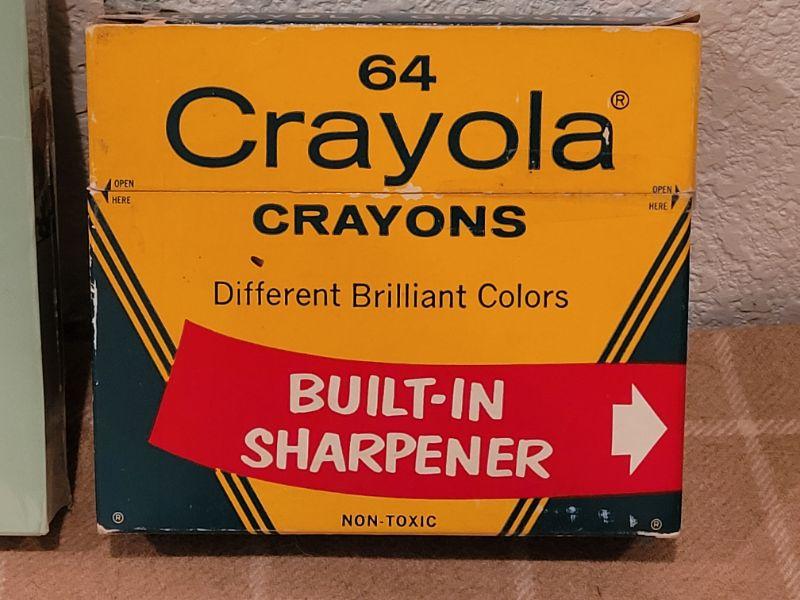 64
Crayola®
OPEN HERE
OPEN HERE
CRAYONS
Different Brilliant Colors
BUILT-IN
SHARPENER
NON-TOXIC
®
®